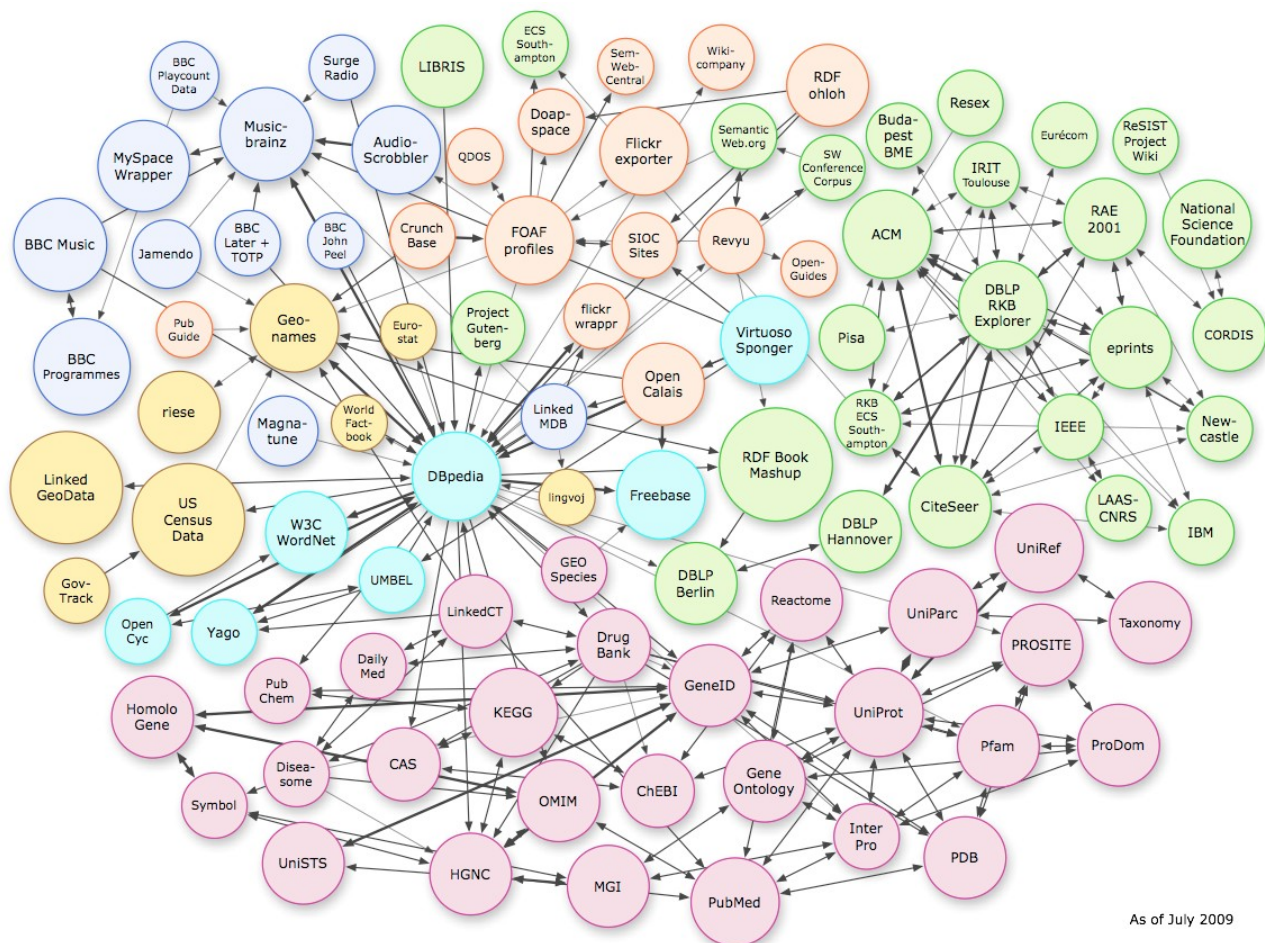 BBC
Playcount
Data
Surge
Radio
LIBRIS
ECS
South-
ampton
Sem-
Web-
Central
Wiki-
company
RDF
ohloh
Resex
Music-
brainz
MySpace
Wrapper
Audio-
Scrobbler
QDOS
Doap-
space
Flickr
exporter
Semantic
Web.org
SW
Conference
Corpus
Buda-
pest
BME
IRIT
Toulouse
Eurécom
ReSIST
Project
Wiki
BBC Music
Jamendo
BBC
Later +
TOTP
BBC
John
Peel
Crunch
Base
FOAF
profiles
SIOC
Sites
Revyu
Open-
Guides
ACM
RAE
2001
National
Science
Foundation
DBLP
RKB
Explorer
Pub
Guide
Geo-
names
Euro-
stat
Project
Guten-
berg
flickr
wrappr
Virtuoso
Sponger
Pisa
eprints
CORDIS
BBC
Programmes
riese
Magna-
tune
World
Fact-
book
Linked
MDB
Open
Calais
RKB
ECS
South-
ampton
IEEE
New-
castle
Linked
GeoData
US
Census
Data
W3C
WordNet
DBpedia
lingvoj
Freebase
RDF Book
Mashup
DBLP
Hannover
CiteSeer
LAAS-
CNRS
IBM
Gov-
Track
Open
Cyc
Yago
UMBEL
LinkedCT
GEO
Species
DBLP
Berlin
Reactome
UniParc
UniRef
Taxonomy
PROSITE
Homolo
Gene
Pub
Chem
Daily
Med
KEGG
Drug
Bank
GeneID
UniProt
Pfam
ProDom
Symbol
Disea-
some
CAS
OMIM
ChEBI
Gene
Ontology
Inter
Pro
PDB
UniSTS
HGNC
MGI
PubMed
As of July 2009